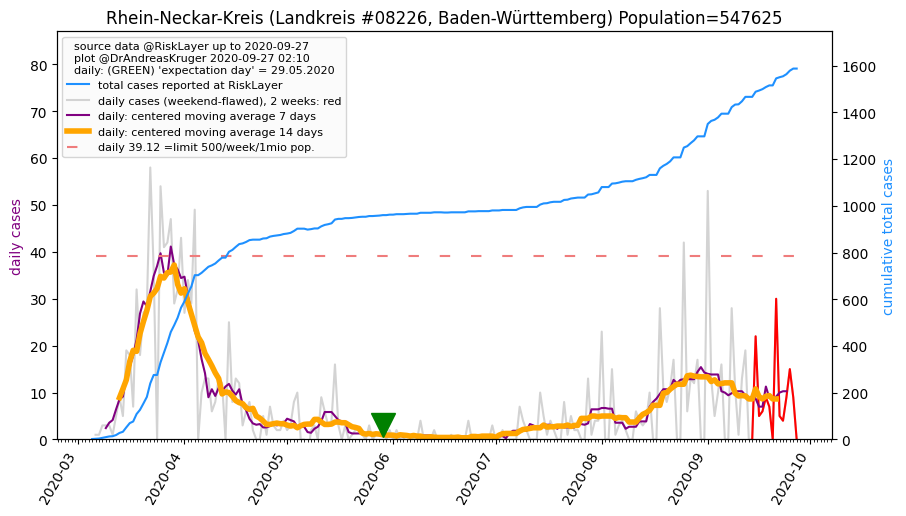 Rhein-Neckar-Kreis (Landkreis #08226, Baden-Württemberg) Population=547625
source data @RiskLayer up to 2020-09-27
plot @DrAndreasKruger 2020-09-27 02:10
daily: (GREEN) 'expectation day' = 29.05.2020
total cases reported at RiskLayer
daily cases (weekend-flawed), 2 weeks: red
daily: centered moving average 7 days
daily: centered moving average 14 days
daily 39.12 =limit 500/week/1mio pop.
daily cases
80
70
60
50
40
30
20
10
0
1600
1400
1200
1000
800
600
400
200
0
cumulative total cases
2020-03
2020-04
2020-05
2020-06
2020-07
2020-08
2020-09
2020-10